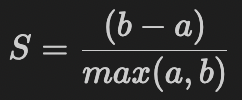 S = (b − a) / max(a, b)